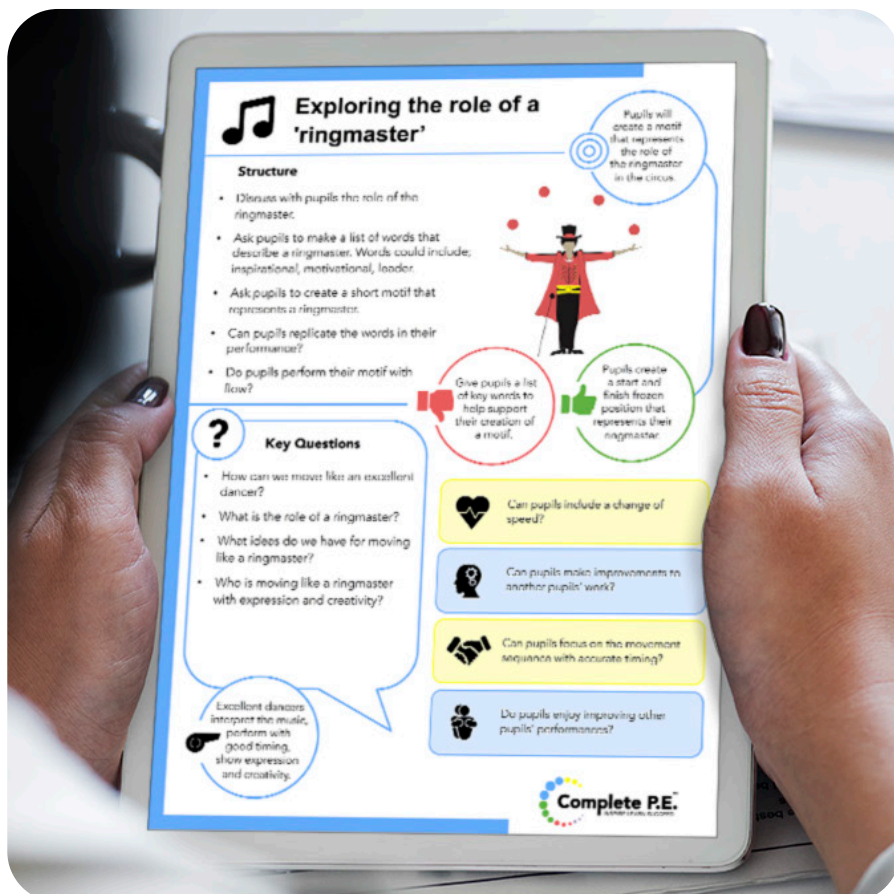 Exploring the role of a
'ringmaster'
Pupils will
create a motif
that represents
the role of
the ringmaster
in the circus.
Structure
• Discuss with pupils the role of the
ringmaster.
• Ask pupils to make a list of words that
describe a ringmaster. Words could include;
inspirational, motivational, leader.
• Ask pupils to create a short motif that
represents a ringmaster.
• Can pupils replicate the words in their
performance?
• Do pupils perform their motif with
flow?
Give pupils a list
of key words to
help support
their creation of
a motif.
Pupils create
a start and
finish frozen
position that
represents their
ringmaster.
?
Key Questions
• How can we move like an excellent
dancer?
• What is the role of a ringmaster?
• What ideas do we have for moving
like a ringmaster?
• Who is moving like a ringmaster
with expression and creativity?
Can pupils include a change of
speed?
Can pupils make improvements to
another pupils' work?
Can pupils focus on the movement
sequence with accurate timing?
Do pupils enjoy improving other
pupils' performances?
Excellent dancers
interpret the music,
perform with
good timing,
show expression
and creativity.
Complete P.E.™